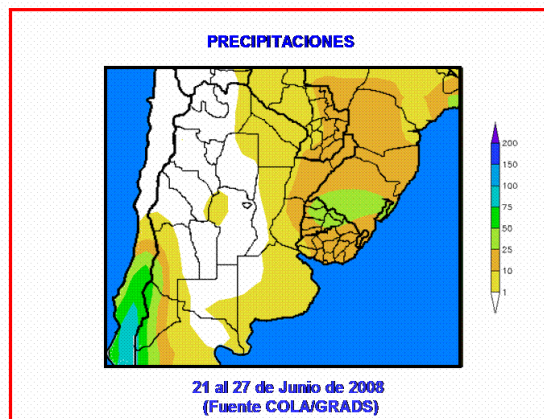 PRECIPITACIONES
200
150
100
75
50
25
10
1
21 al 27 de Junio de 2008
(Fuente COLA/GRADS)